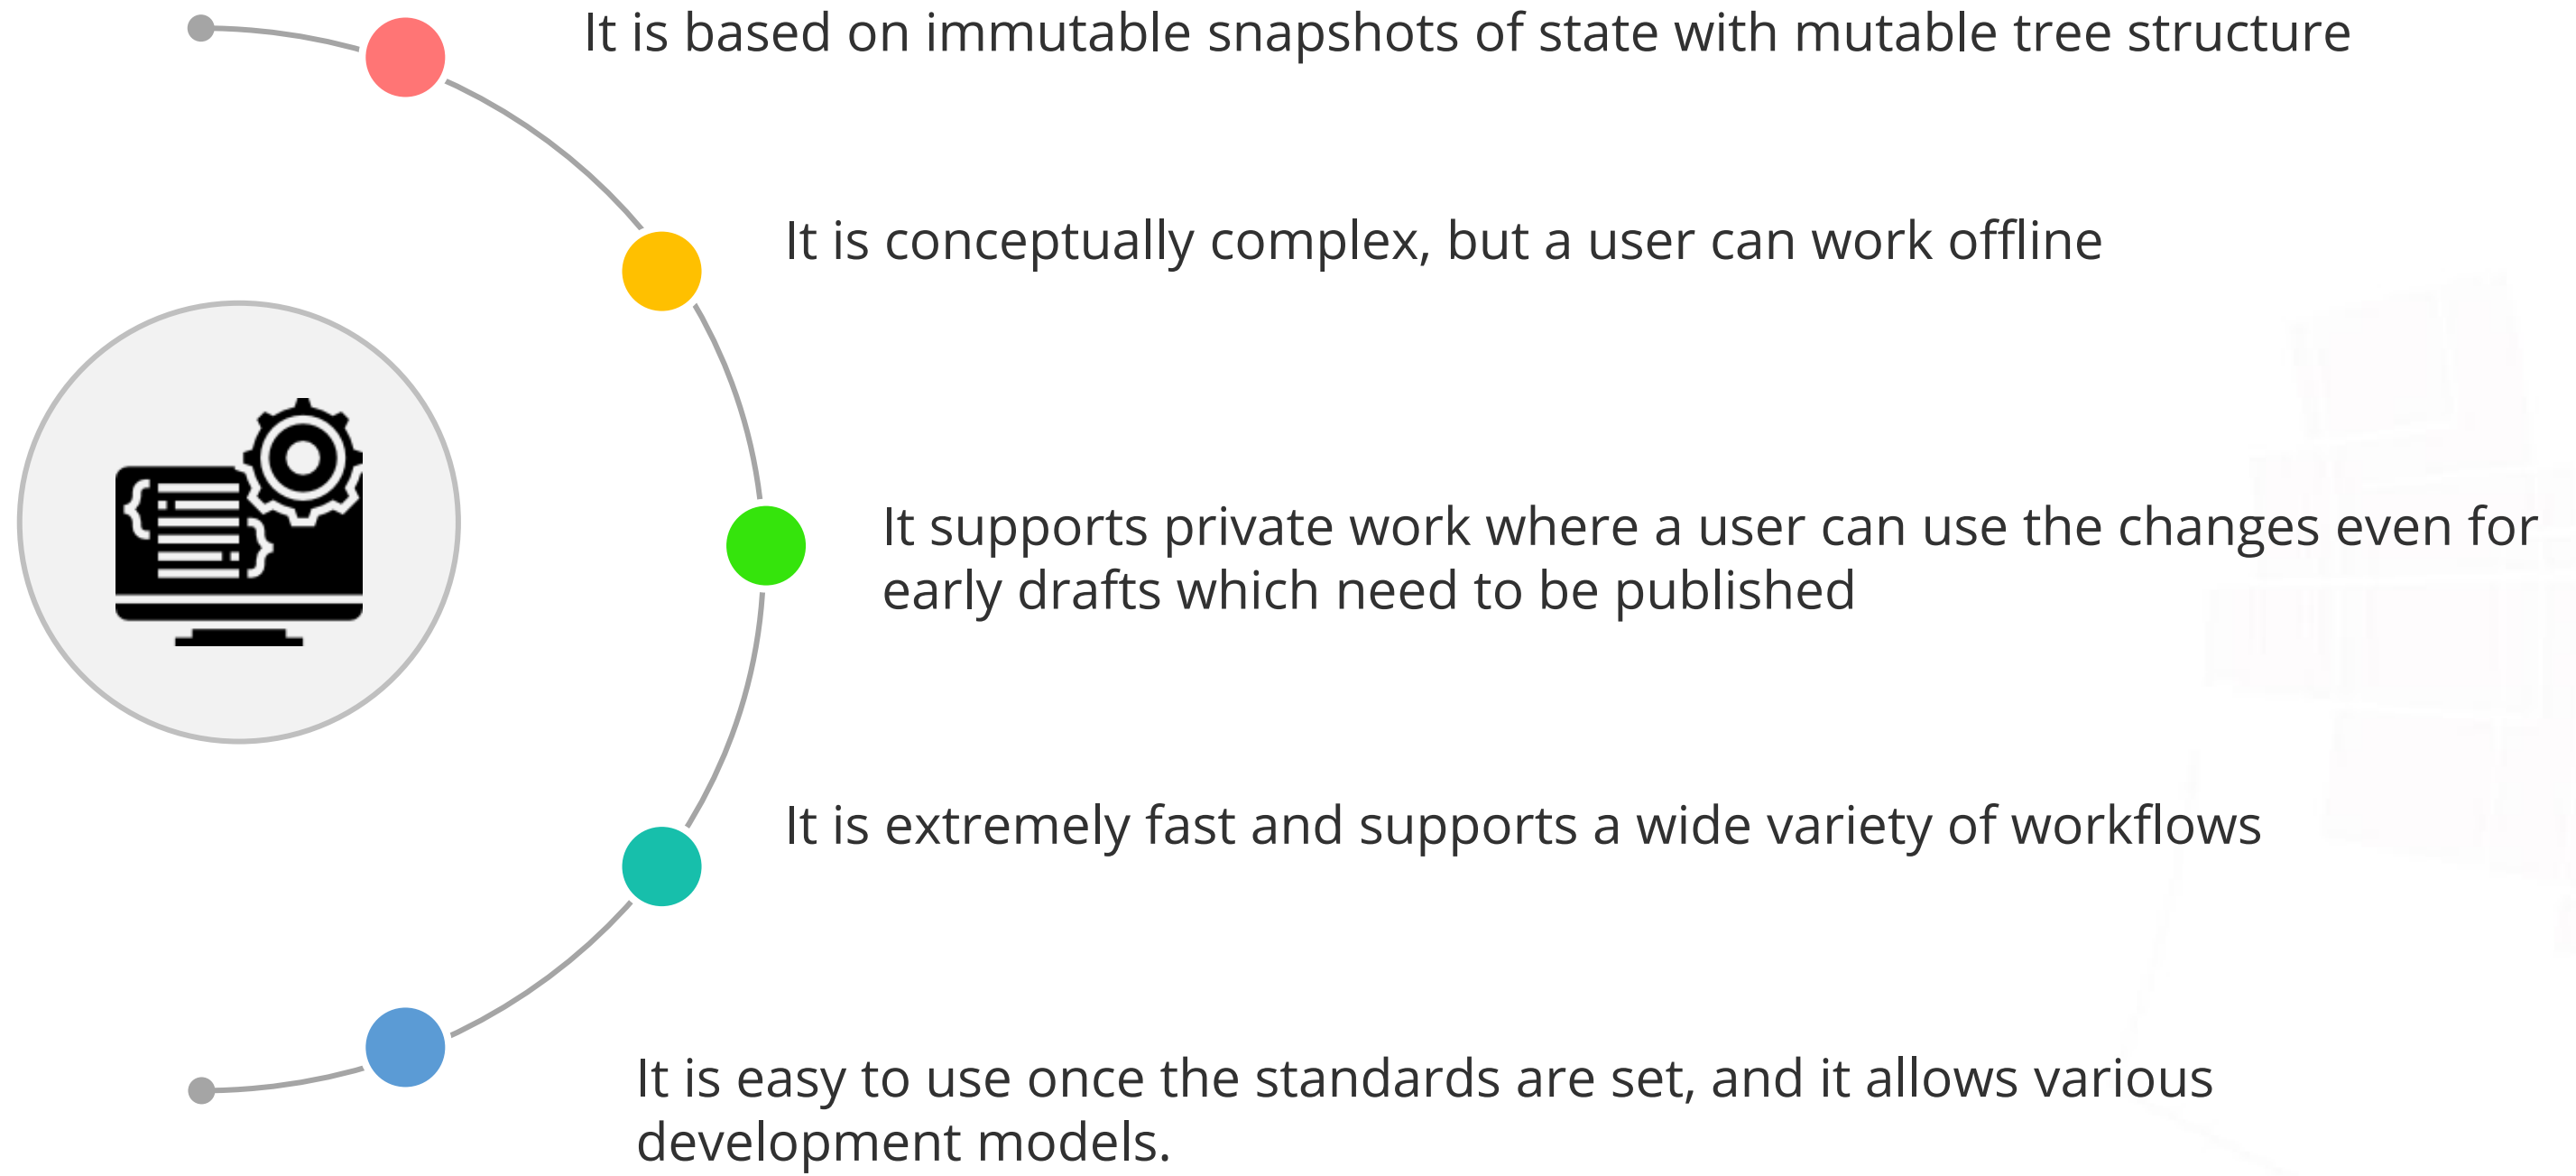 It is based on immutable snapshots of state with mutable tree structure
It is conceptually complex, but a user can work offline
It supports private work where a user can use the changes even for
early drafts which need to be published
It is extremely fast and supports a wide variety of workflows
It is easy to use once the standards are set, and it allows various
development models.